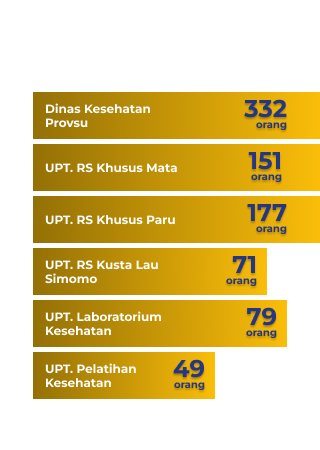 Dinas Kesehatan
Provsu
332
orang
UPT. RS Khusus Mata
151
orang
UPT. RS Khusus Paru
177
orang
UPT. RS Kusta Lau
Simomo
71
orang
UPT. Laboratorium
Kesehatan
79
orang
UPT. Pelatihan
Kesehatan
49
orang